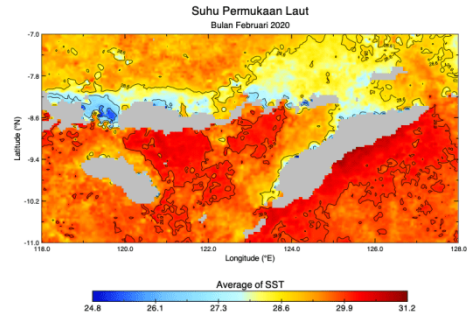 Suhu Permukaan Laut
Bulan Februari 2020
-7.0
-7.8
-8.6
-9.4
-10.2
-11.0
Latitude (°N)
118.0 120.0 122.0 124.0 126.0 128.0
Longitude (°E)
Average of SST
24.8 26.1 27.3 28.6 29.9 31.2